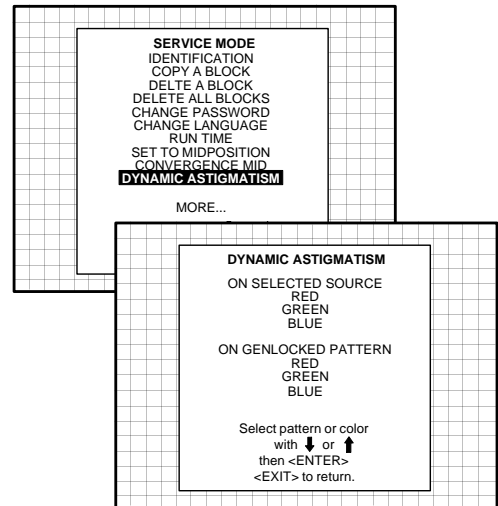 SERVICE MODE
IDENTIFICATION
COPY A BLOCK
DELTE A BLOCK
DELETE ALL BLOCKS
CHANGE PASSWORD
CHANGE LANGUAGE
RUN TIME
SET TO MIDPOSITION
CONVERGENCE MID
DYNAMIC ASTIGMATISM
MORE...
DYNAMIC ASTIGMATISM
ON SELECTED SOURCE
RED
GREEN
BLUE
ON GENLOCKED PATTERN
RED
GREEN
BLUE
Select pattern or color
with ↓ or ↑
then <ENTER>
<EXIT> to return.